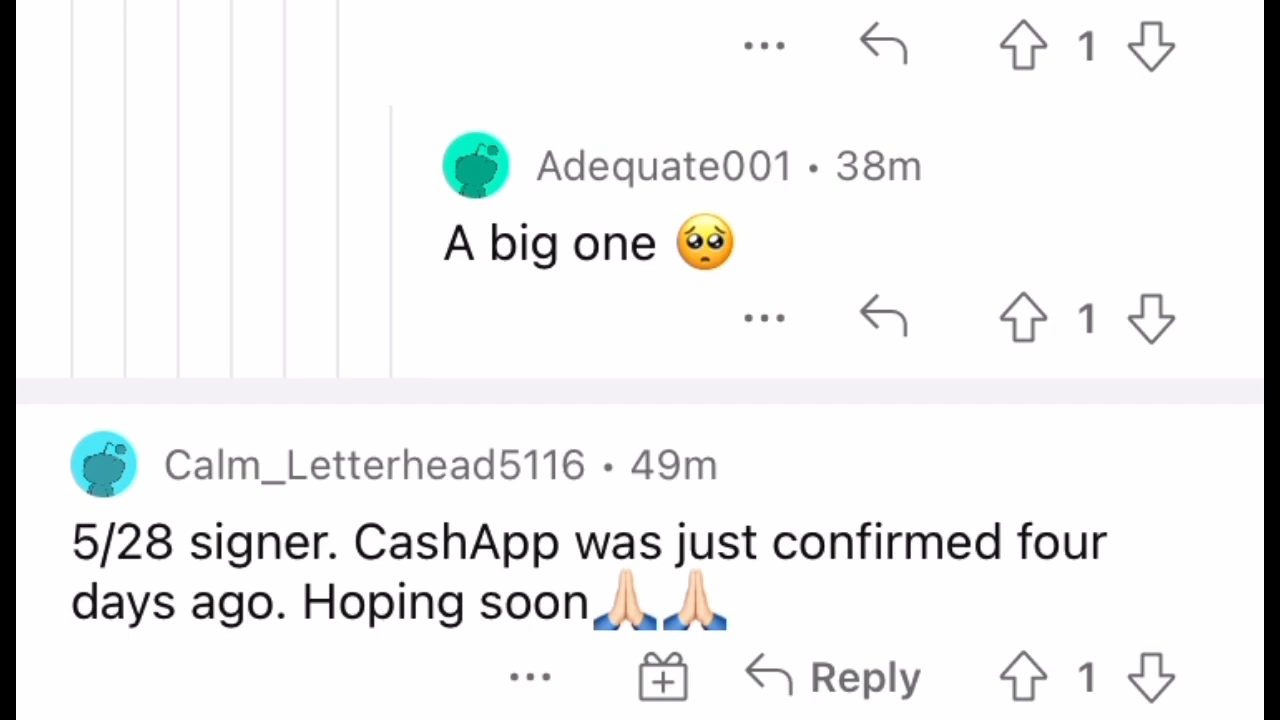 ... 1
Adequate001 • 38m
A big one 🥺
... 1
Calm_Letterhead5116 • 49m
5/28 signer. CashApp was just confirmed four
days ago. Hoping soon🙏🏻🙏🏻
... Reply 1